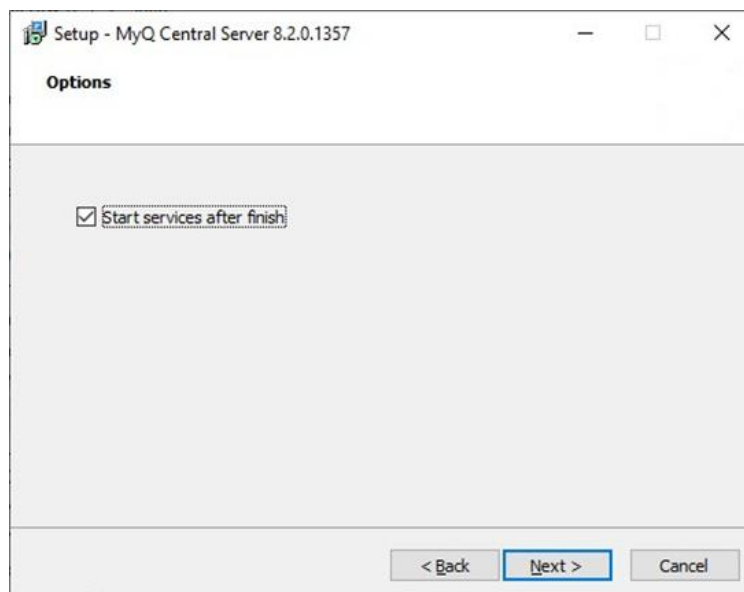 Setup - MyQ Central Server 8.2.0.1357
Options
Start services after finish
< Back Next > Cancel